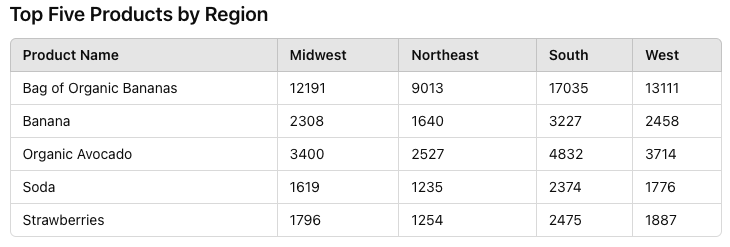 Top Five Products by Region
Product Name Midwest Northeast South West
Bag of Organic Bananas 12191 9013 17035 13111
Banana 2308 1640 3227 2458
Organic Avocado 3400 2527 4832 3714
Soda 1619 1235 2374 1776
Strawberries 1796 1254 2475 1887